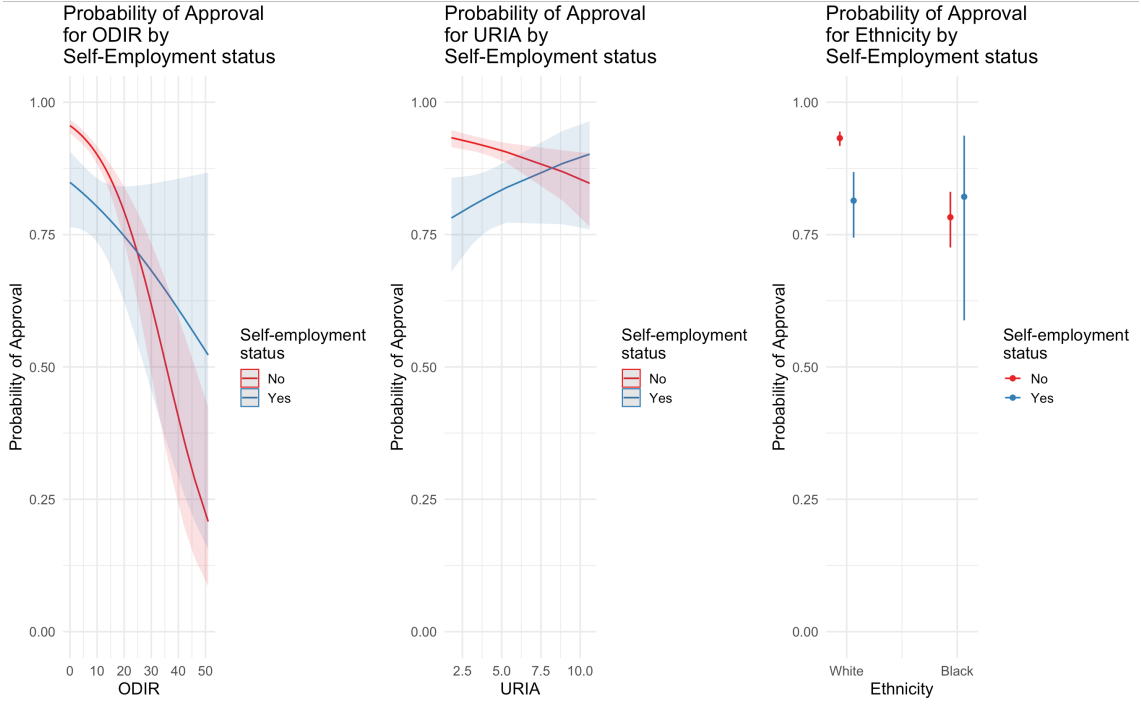 Probability of Approval
for ODIR by
Self-Employment status
1.00
0.75
0.50
0.25
0.00
Probability of Approval
0 10 20 30 40 50
ODIR
Self-employment
status
No
Yes
Probability of Approval
for URIA by
Self-Employment status
1.00
0.75
0.50
0.25
0.00
Probability of Approval
2.5 5.0 7.5 10.0
URIA
Self-employment
status
No
Yes
Probability of Approval
for Ethnicity by
Self-Employment status
1.00
0.75
0.50
0.25
0.00
Probability of Approval
White Black
Ethnicity
Self-employment
status
No
Yes